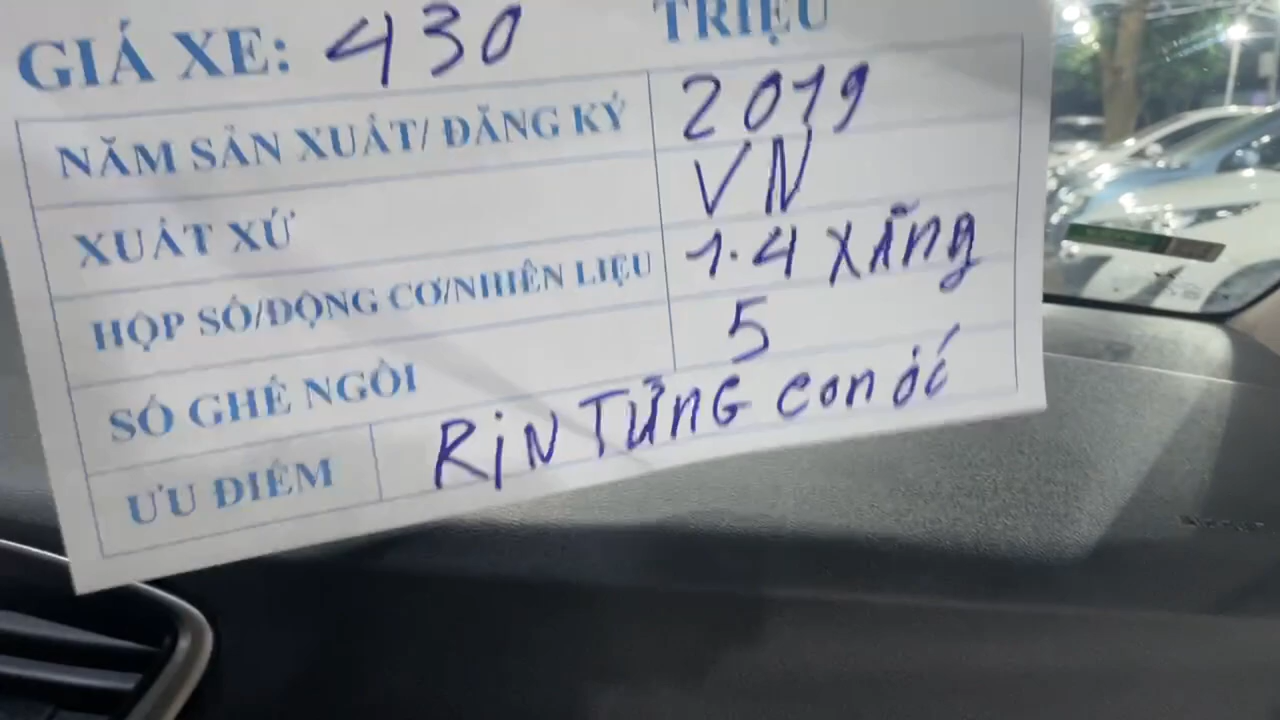 GIÁ XE: 430 TRIỆU
NĂM SẢN XUẤT/ ĐĂNG KÝ 2019
XUẤT XỨ VN
HỘP SỐ/ĐỘNG CƠ/NHIÊN LIỆU 1.4 XĂng
SỐ GHẾ NGỒI 5
ƯU ĐIỂM RiN TỪNG con ốc